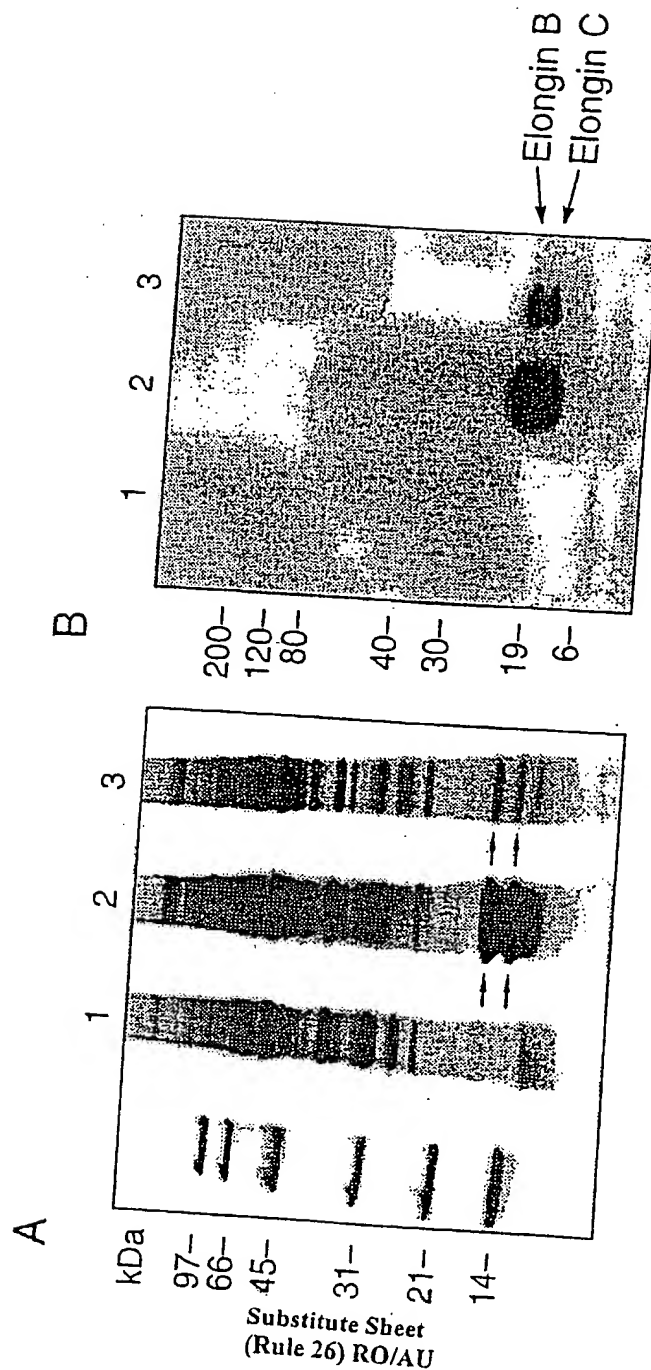 A
kDa
97–
66–
45–
31–
21–
14–
1
2
3
B
200–
120–
80–
40–
30–
19–
6–
1
2
3
Elongin B
Elongin C
Substitute Sheet
(Rule 26) RO/AU